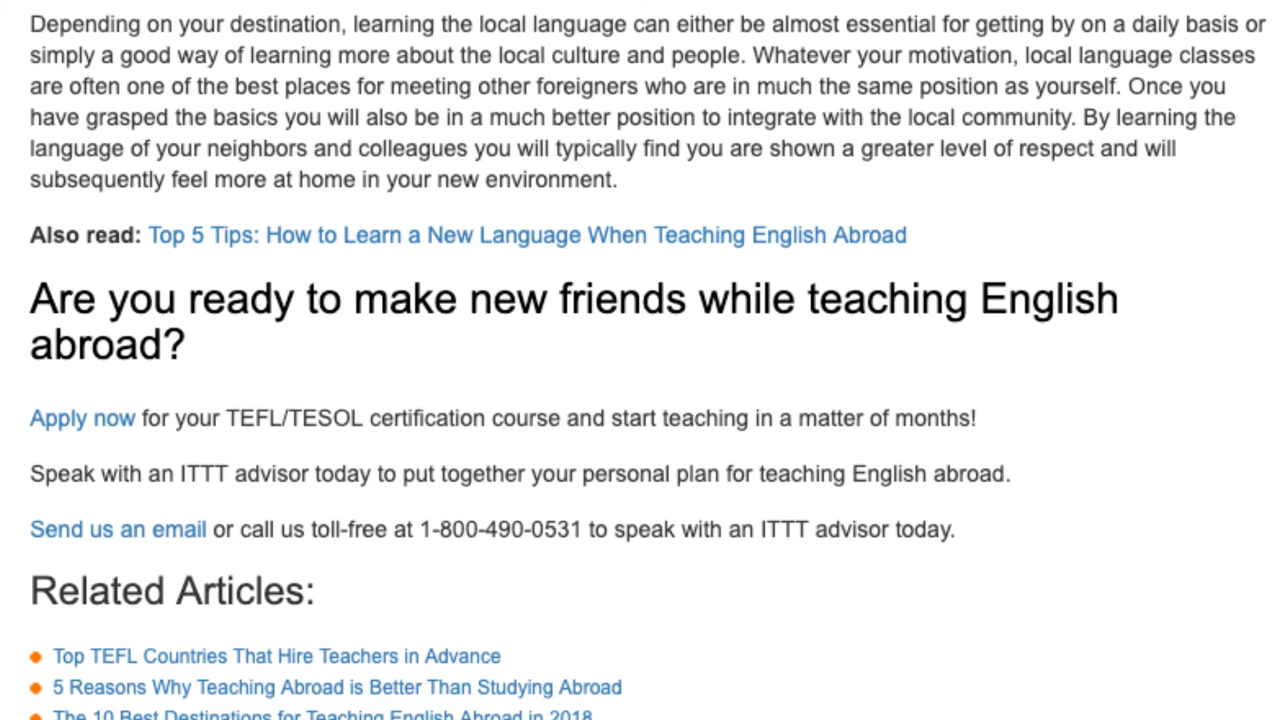 Depending on your destination, learning the local language can either be almost essential for getting by on a daily basis or
simply a good way of learning more about the local culture and people. Whatever your motivation, local language classes
are often one of the best places for meeting other foreigners who are in much the same position as yourself. Once you
have grasped the basics you will also be in a much better position to integrate with the local community. By learning the
language of your neighbors and colleagues you will typically find you are shown a greater level of respect and will
subsequently feel more at home in your new environment.
Also read: Top 5 Tips: How to Learn a New Language When Teaching English Abroad
Are you ready to make new friends while teaching English
abroad?
Apply now for your TEFL/TESOL certification course and start teaching in a matter of months!
Speak with an ITTT advisor today to put together your personal plan for teaching English abroad.
Send us an email or call us toll-free at 1-800-490-0531 to speak with an ITTT advisor today.
Related Articles:
Top TEFL Countries That Hire Teachers in Advance
5 Reasons Why Teaching Abroad is Better Than Studying Abroad
The 10 Best Destinations for Teaching English Abroad in 2018